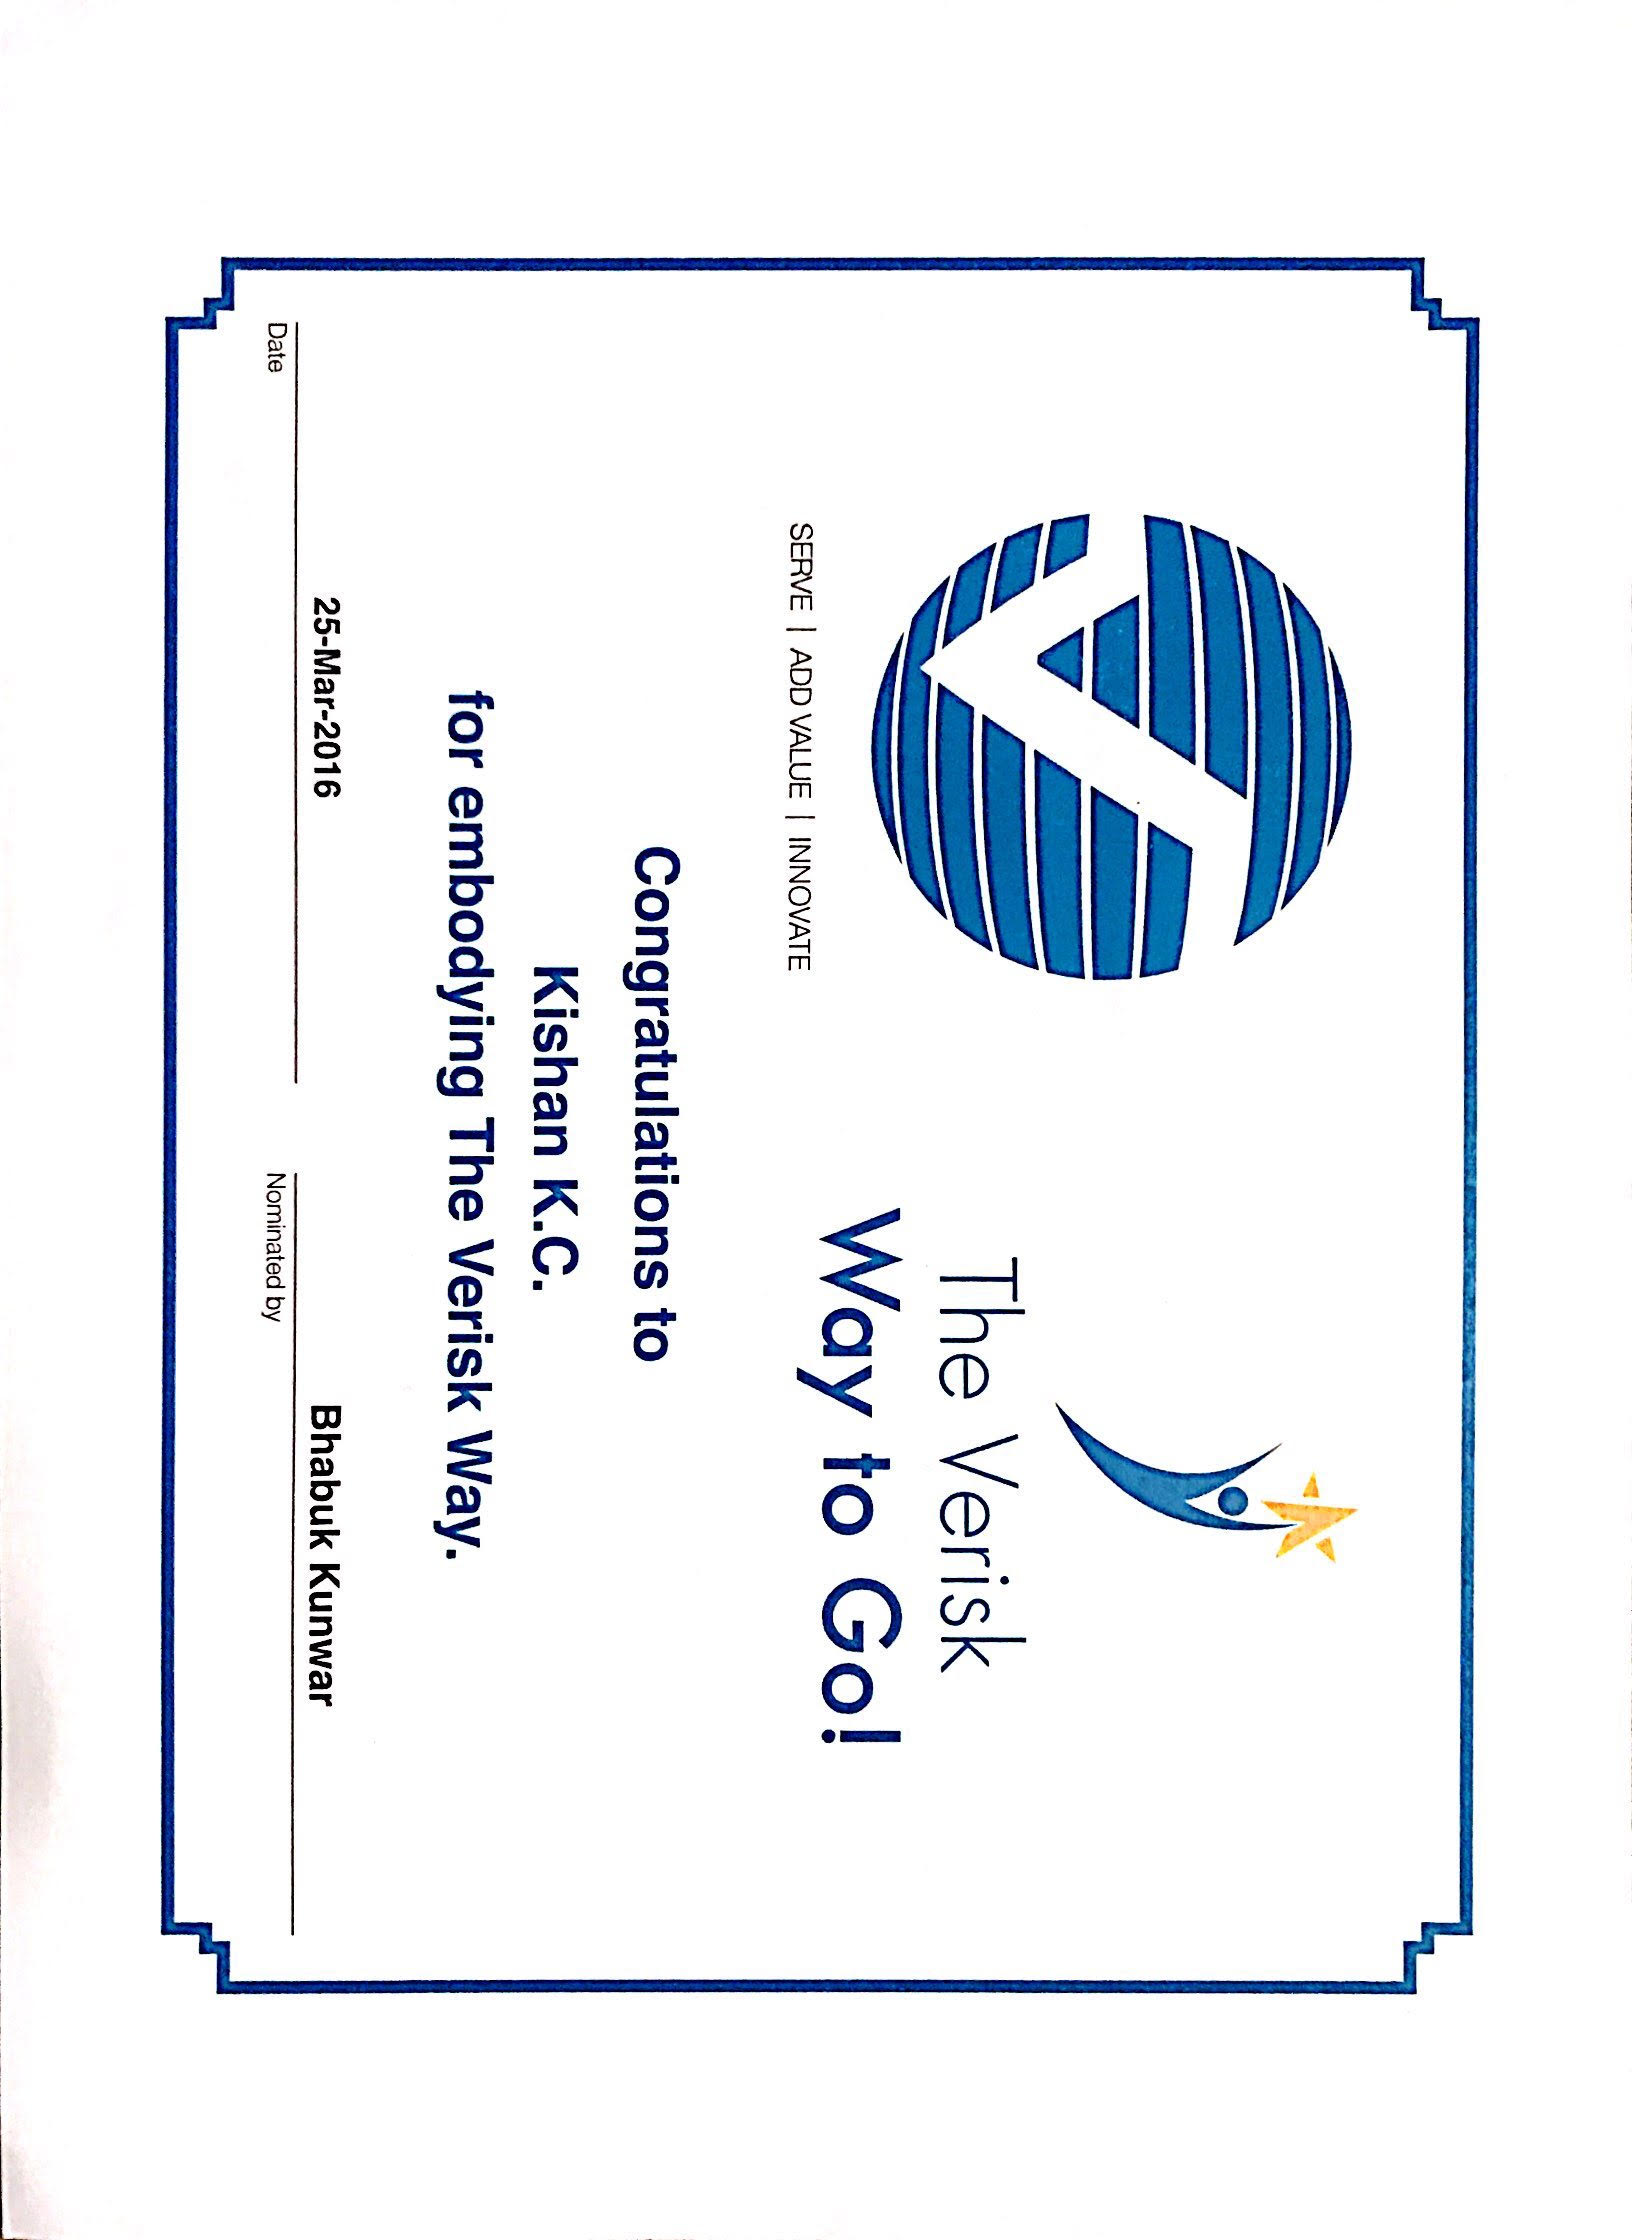 The Verisk
Way to Go!
SERVE | ADD VALUE | INNOVATE
Congratulations to
Kishan K.C.
for embodying The Verisk Way.
25-Mar-2016
Date
Bhabuk Kunwar
Nominated by